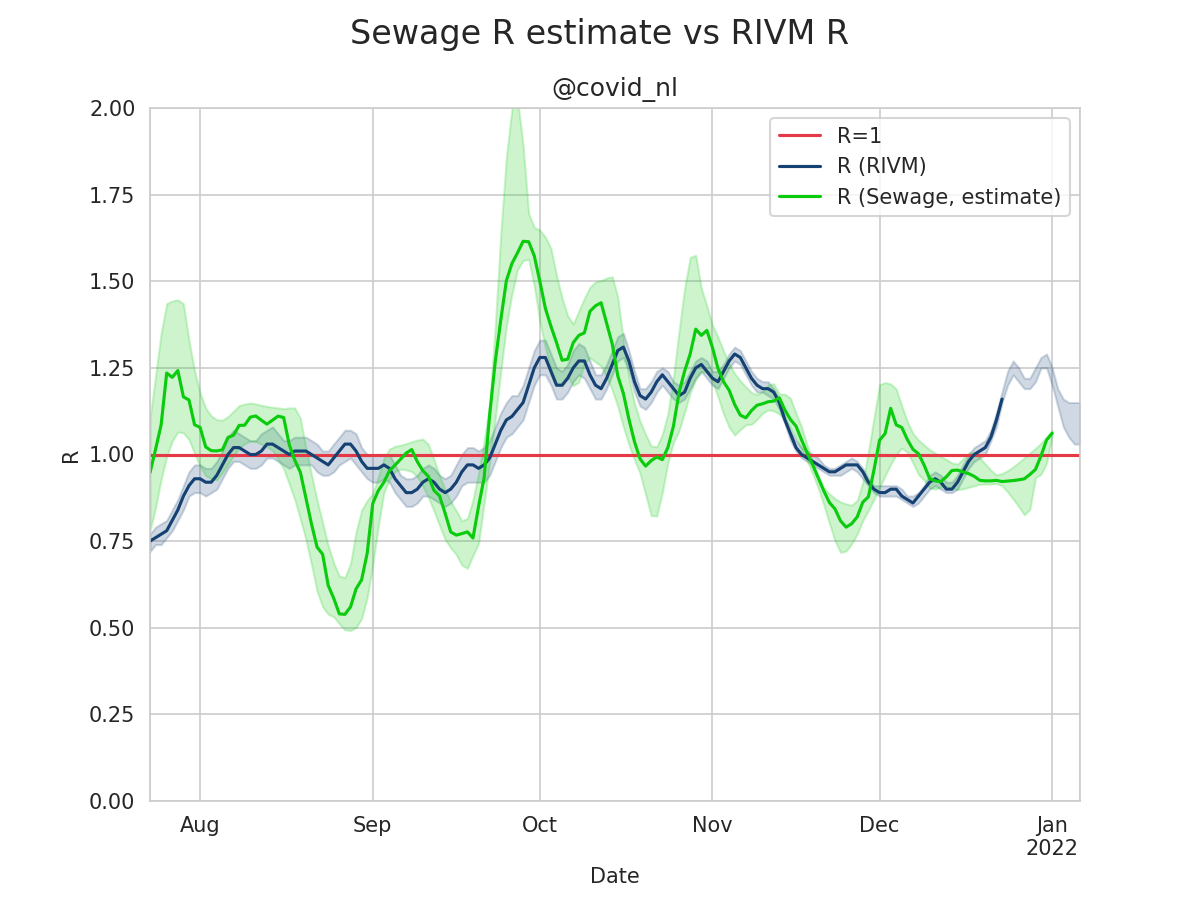 Sewage R estimate vs RIVM R
@covid_nl
R=1
R (RIVM)
R (Sewage, estimate)
2.00
1.75
1.50
1.25
1.00
0.75
0.50
0.25
0.00
R
Aug
Sep
Oct
Nov
Dec
Jan
2022
Date